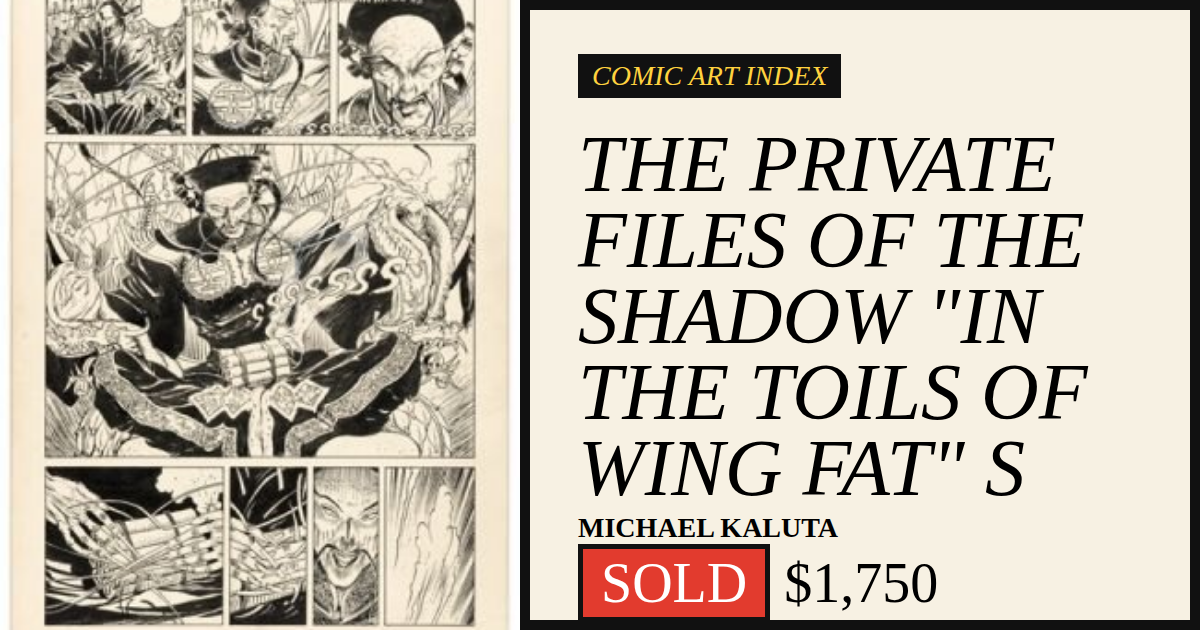 COMIC ART INDEX
THE PRIVATE
FILES OF THE
SHADOW "IN
THE TOILS OF
WING FAT" S
MICHAEL KALUTA
SOLD $1,750